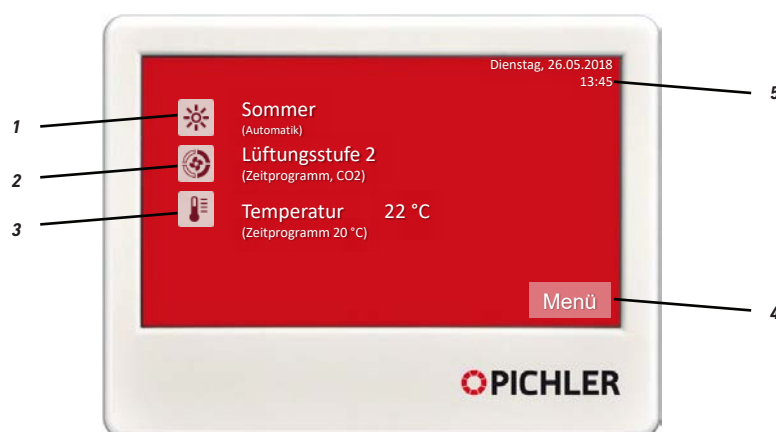 Dienstag, 26.05.2018
13:45
5
1
Sommer
(Automatik)
2
Lüftungsstufe 2
(Zeitprogramm, CO2)
3
Temperatur 22 °C
(Zeitprogramm 20 °C)
Menü
4
PICHLER